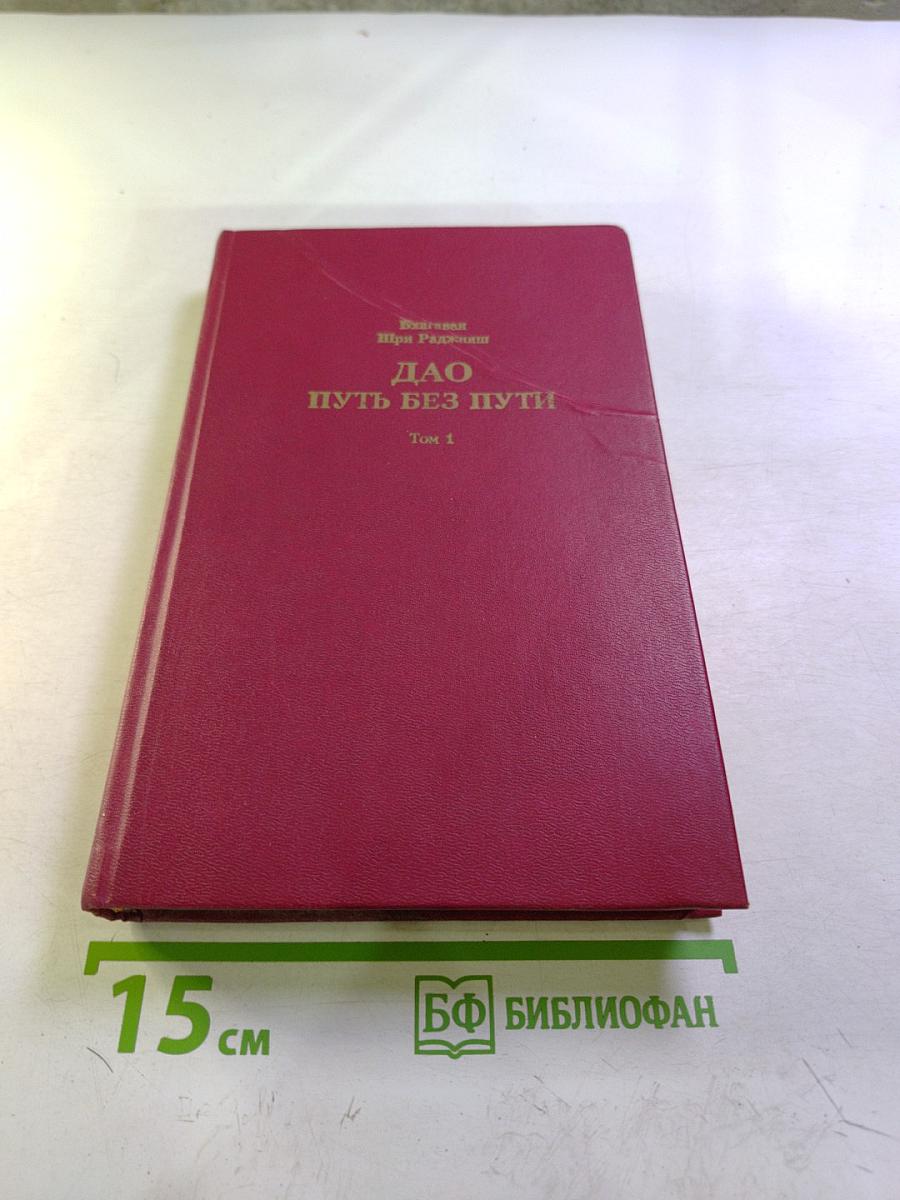 Бхагаван
Шри Раджниш
ДАО
ПУТЬ БЕЗ ПУТИ
Том 1
15 см
БФ БИБЛИОФАН